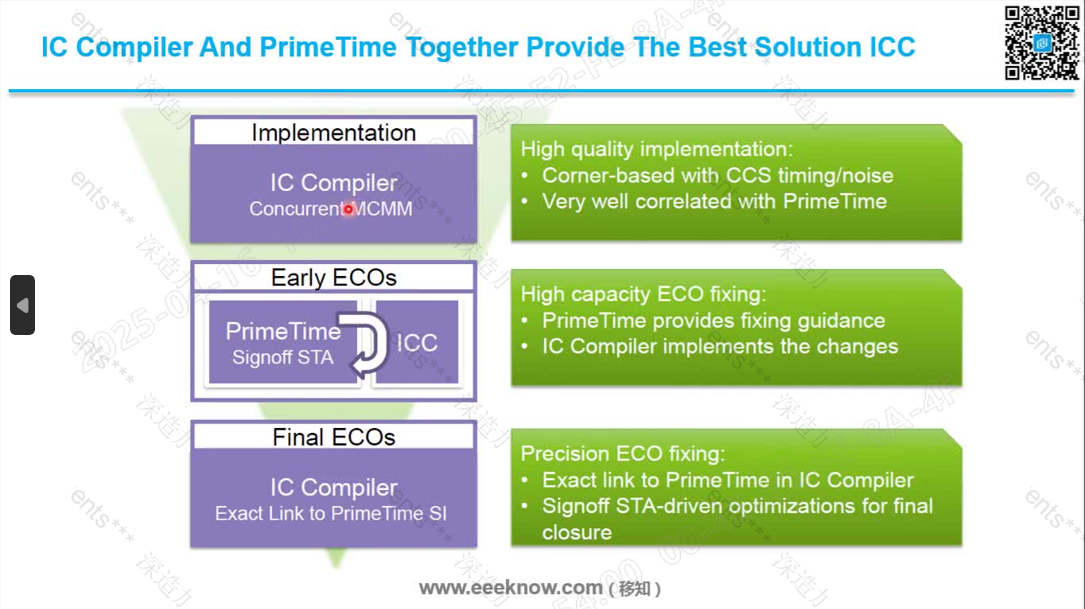 IC Compiler And PrimeTime Together Provide The Best Solution ICC
Implementation
IC Compiler
Concurrent MCMM
High quality implementation:
• Corner-based with CCS timing/noise
• Very well correlated with PrimeTime
Early ECOs
PrimeTime
Signoff STA
ICC
High capacity ECO fixing:
• PrimeTime provides fixing guidance
• IC Compiler implements the changes
Final ECOs
IC Compiler
Exact Link to PrimeTime SI
Precision ECO fixing:
• Exact link to PrimeTime in IC Compiler
• Signoff STA-driven optimizations for final
closure
www.eeeknow.com ( 移知 )
ents***